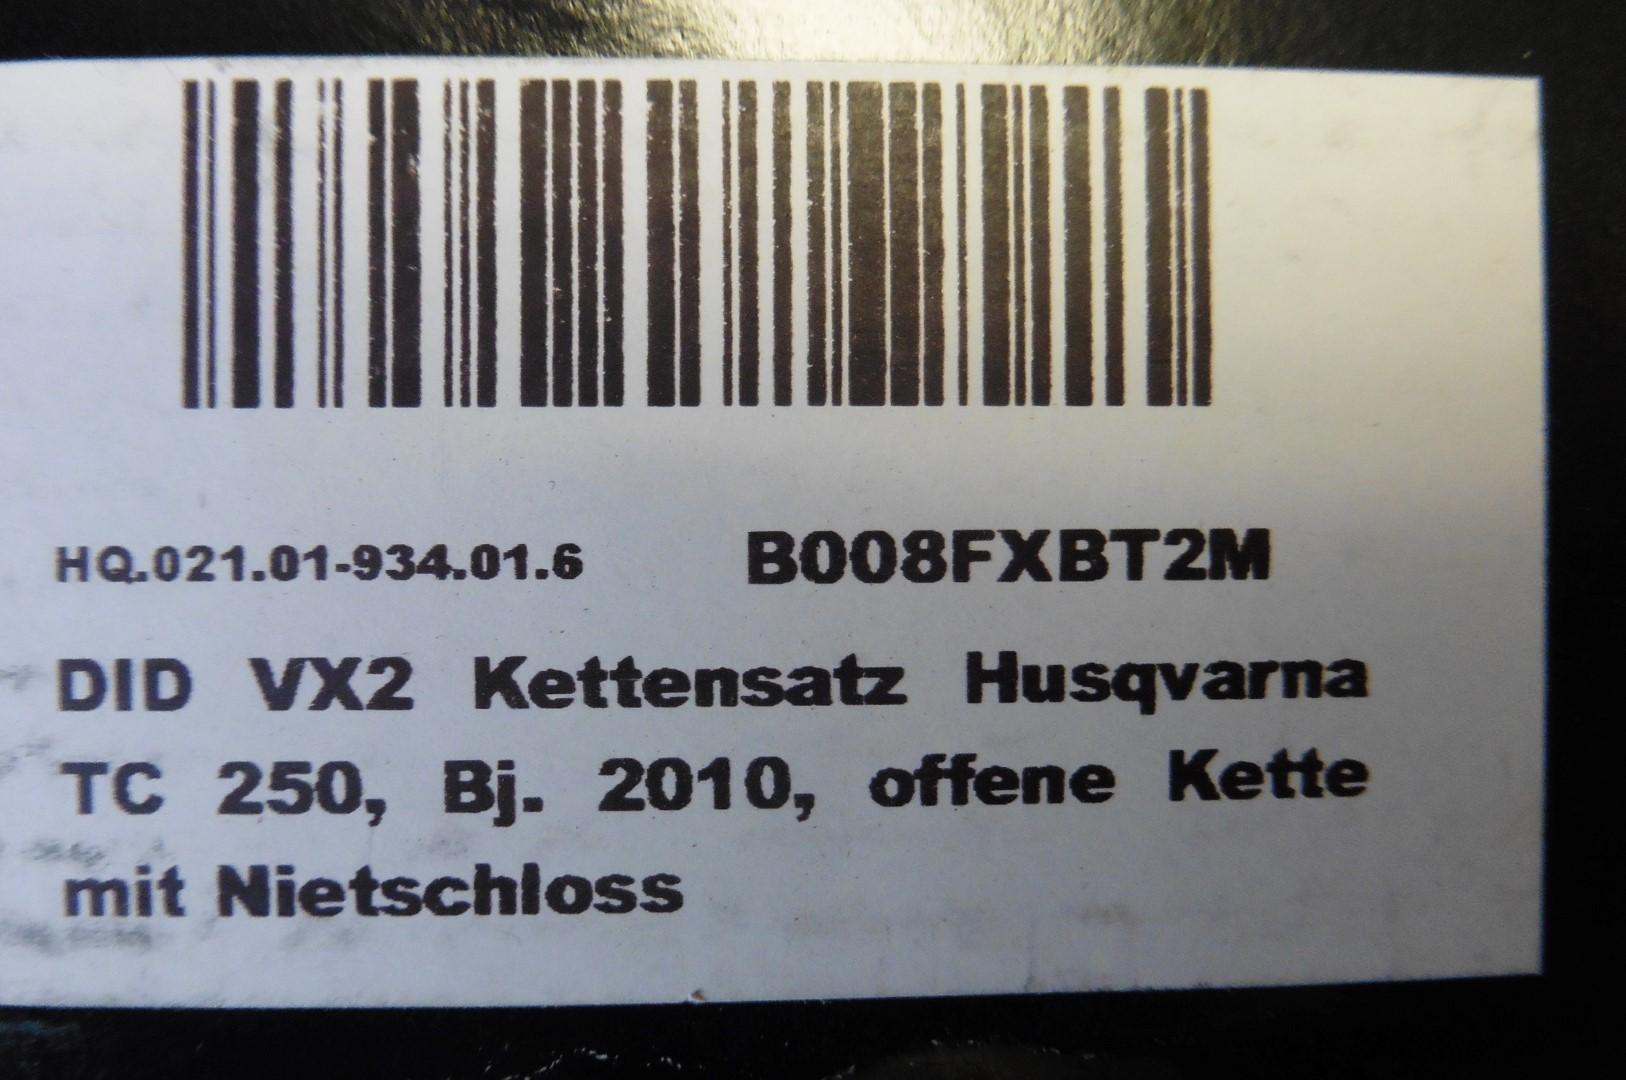 HQ.021.01-934.01.6 B008FXBT2M
DID VX2 Kettensatz Husqvarna
TC 250, Bj. 2010, offene Kette
mit Nietschloss